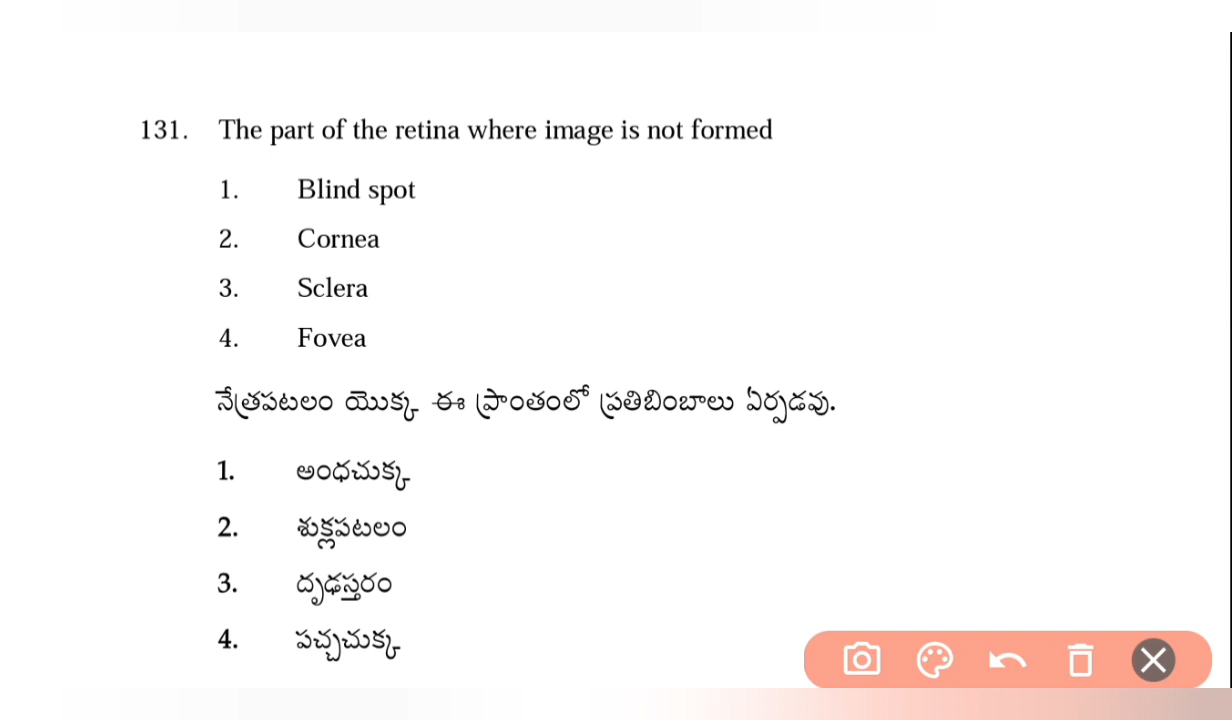 131. The part of the retina where image is not formed
1. Blind spot
2. Cornea
3. Sclera
4. Fovea
నేత్రపటలం యొక్క ఈ ప్రాంతంలో ప్రతిబింబాలు ఏర్పడవు.
1. అంధచుక్క
2. శుక్లపటలం
3. దృఢస్తరం
4. పచ్చచుక్క